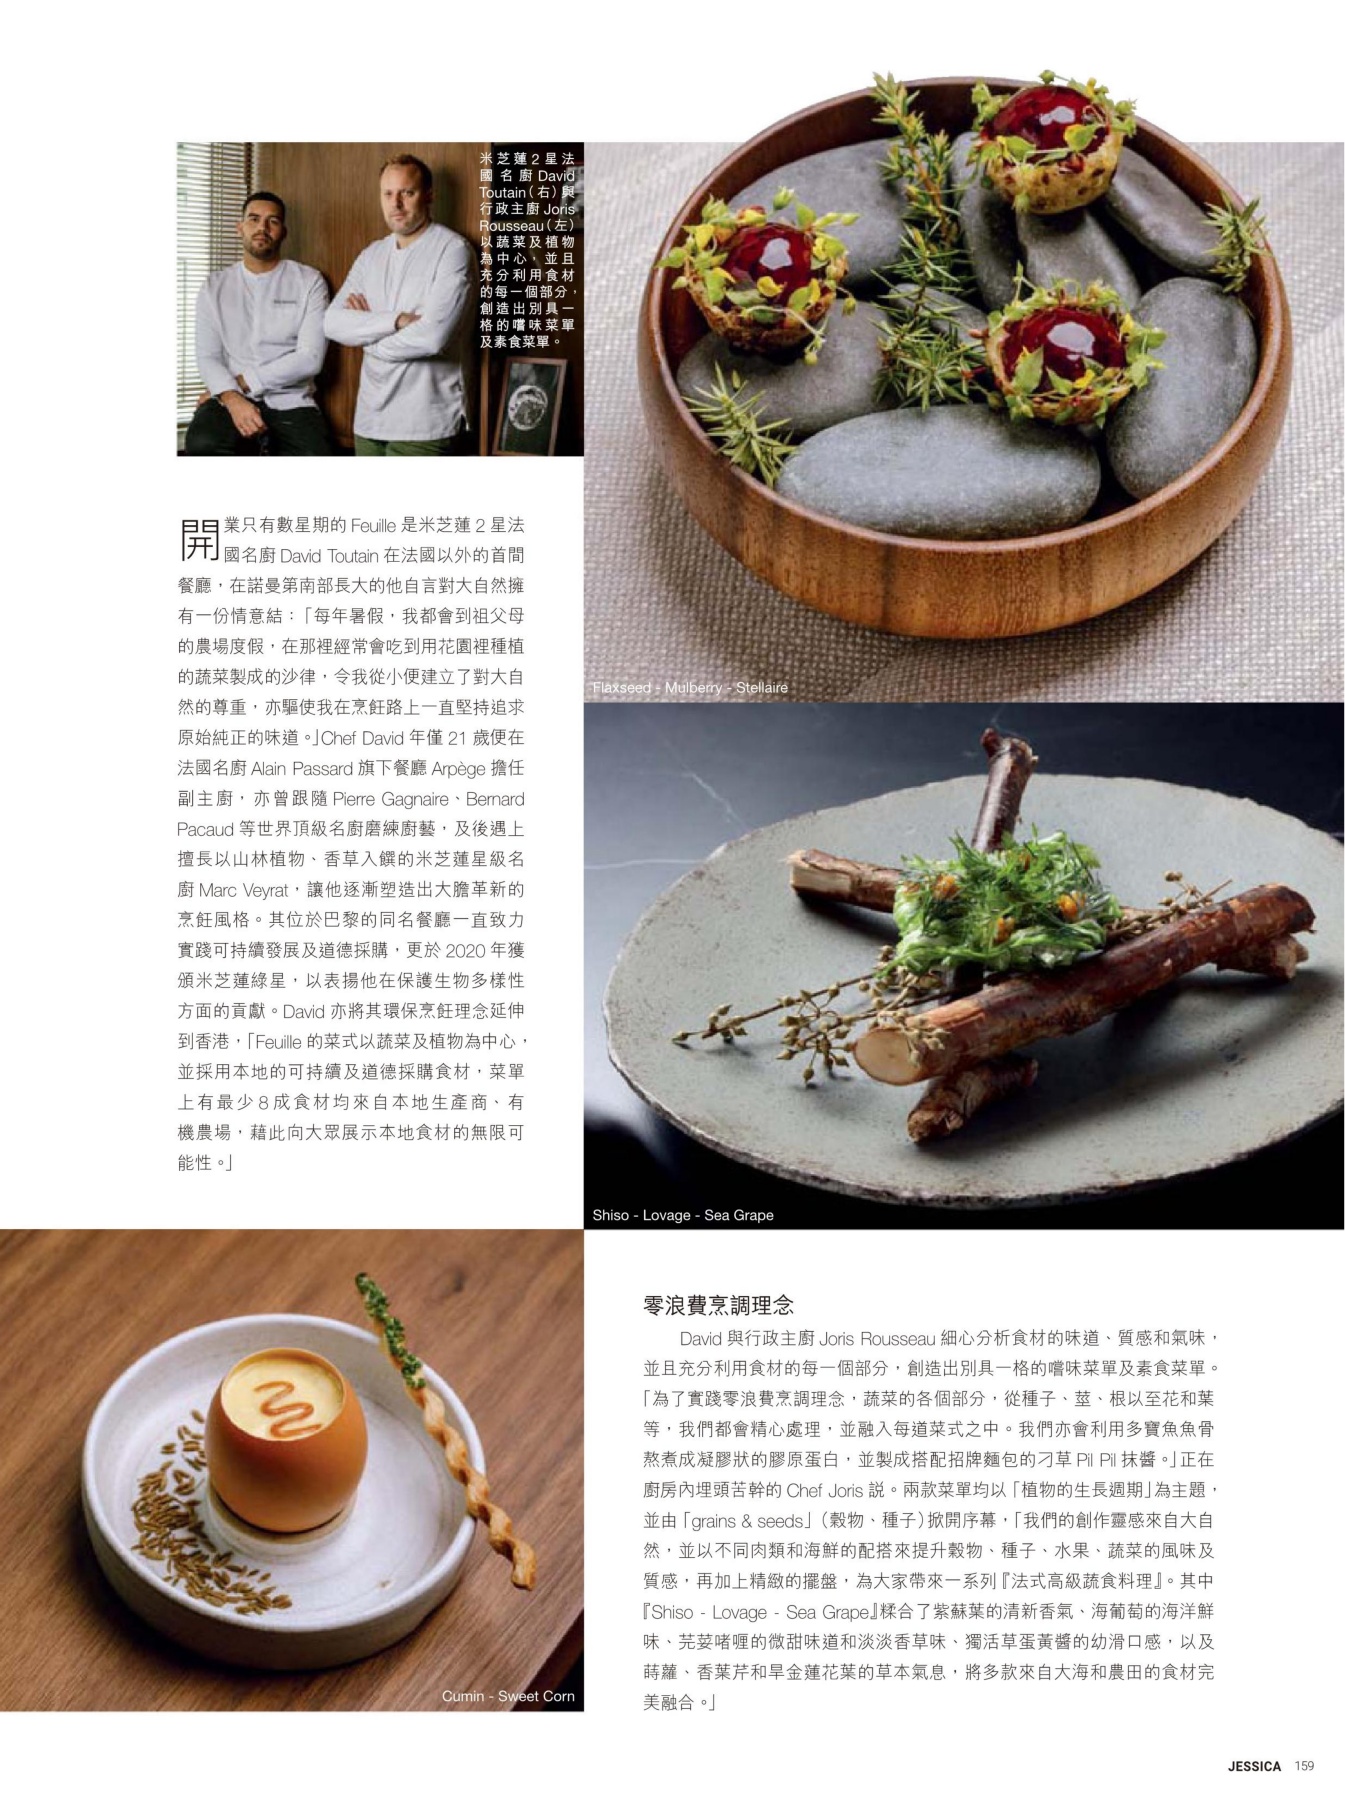 米芝蓮2星法
國名廚David
Toutain（右）與
行政主廚Joris
Rousseau（左）
以蔬菜及植物
為中心，並且
充分利用食材
的每一個部分，
創造出別具一
格的嚐味菜單
及素食菜單。
Flaxseed - Mulberry - Stellaire
開業只有數星期的 Feuille 是米芝蓮 2 星法
國名廚 David Toutain 在法國以外的首間
餐廳，在諾曼第南部長大的他自言對大自然擁
有一份情意結：「每年暑假，我都會到祖父母
的農場度假，在那裡經常會吃到用花園裡種植
的蔬菜製成的沙律，令我從小便建立了對大自
然的尊重，亦驅使我在烹飪路上一直堅持追求
原始純正的味道。」Chef David 年僅 21 歲便在
法國名廚 Alain Passard 旗下餐廳 Arpège 擔任
副主廚，亦曾跟隨 Pierre Gagnaire、Bernard
Pacaud 等世界頂級名廚磨練廚藝，及後遇上
擅長以山林植物、香草入饌的米芝蓮星級名
廚 Marc Veyrat，讓他逐漸塑造出大膽革新的
烹飪風格。其位於巴黎的同名餐廳一直致力
實踐可持續發展及道德採購，更於 2020 年獲
頒米芝蓮綠星，以表揚他在保護生物多樣性
方面的貢獻。David 亦將其環保烹飪理念延伸
到香港，「Feuille 的菜式以蔬菜及植物為中心，
並採用本地的可持續及道德採購食材，菜單
上有最少 8 成食材均來自本地生產商、有
機農場，藉此向大眾展示本地食材的無限可
能性。」
Shiso - Lovage - Sea Grape
Cumin - Sweet Corn
零浪費烹調理念
David 與行政主廚 Joris Rousseau 細心分析食材的味道、質感和氣味，
並且充分利用食材的每一個部分，創造出別具一格的嚐味菜單及素食菜單。
「為了實踐零浪費烹調理念，蔬菜的各個部分，從種子、莖、根以至花和葉
等，我們都會精心處理，並融入每道菜式之中。我們亦會利用多寶魚魚骨
熬煮成凝膠狀的膠原蛋白，並製成搭配招牌麵包的刁草 Pil Pil 抹醬。」正在
廚房內埋頭苦幹的 Chef Joris 説。兩款菜單均以「植物的生長週期」為主題，
並由「grains & seeds」（穀物、種子）掀開序幕，「我們的創作靈感來自大自
然，並以不同肉類和海鮮的配搭來提升穀物、種子、水果、蔬菜的風味及
質感，再加上精緻的擺盤，為大家帶來一系列『法式高級蔬食料理』。其中
『Shiso - Lovage - Sea Grape』糅合了紫蘇葉的清新香氣、海葡萄的海洋鮮
味、芫荽啫喱的微甜味道和淡淡香草味、獨活草蛋黃醬的幼滑口感，以及
蒔蘿、香葉芹和旱金蓮花葉的草本氣息，將多款來自大海和農田的食材完
美融合。」
JESSICA 159